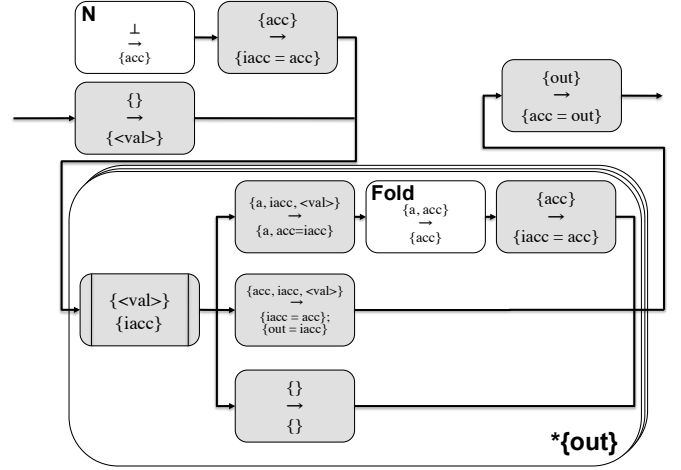 N
⊥
→
{acc}
{acc}
→
{iacc = acc}
{}
→
{<val>}
{out}
→
{acc = out}
{a, iacc, <val>}
→
{a, acc=iacc}
Fold
{a, acc}
→
{acc}
{acc}
→
{iacc = acc}
{<val>}
{iacc}
{acc, iacc, <val>}
→
{iacc = acc};
{out = iacc}
{}
→
{}
*{out}